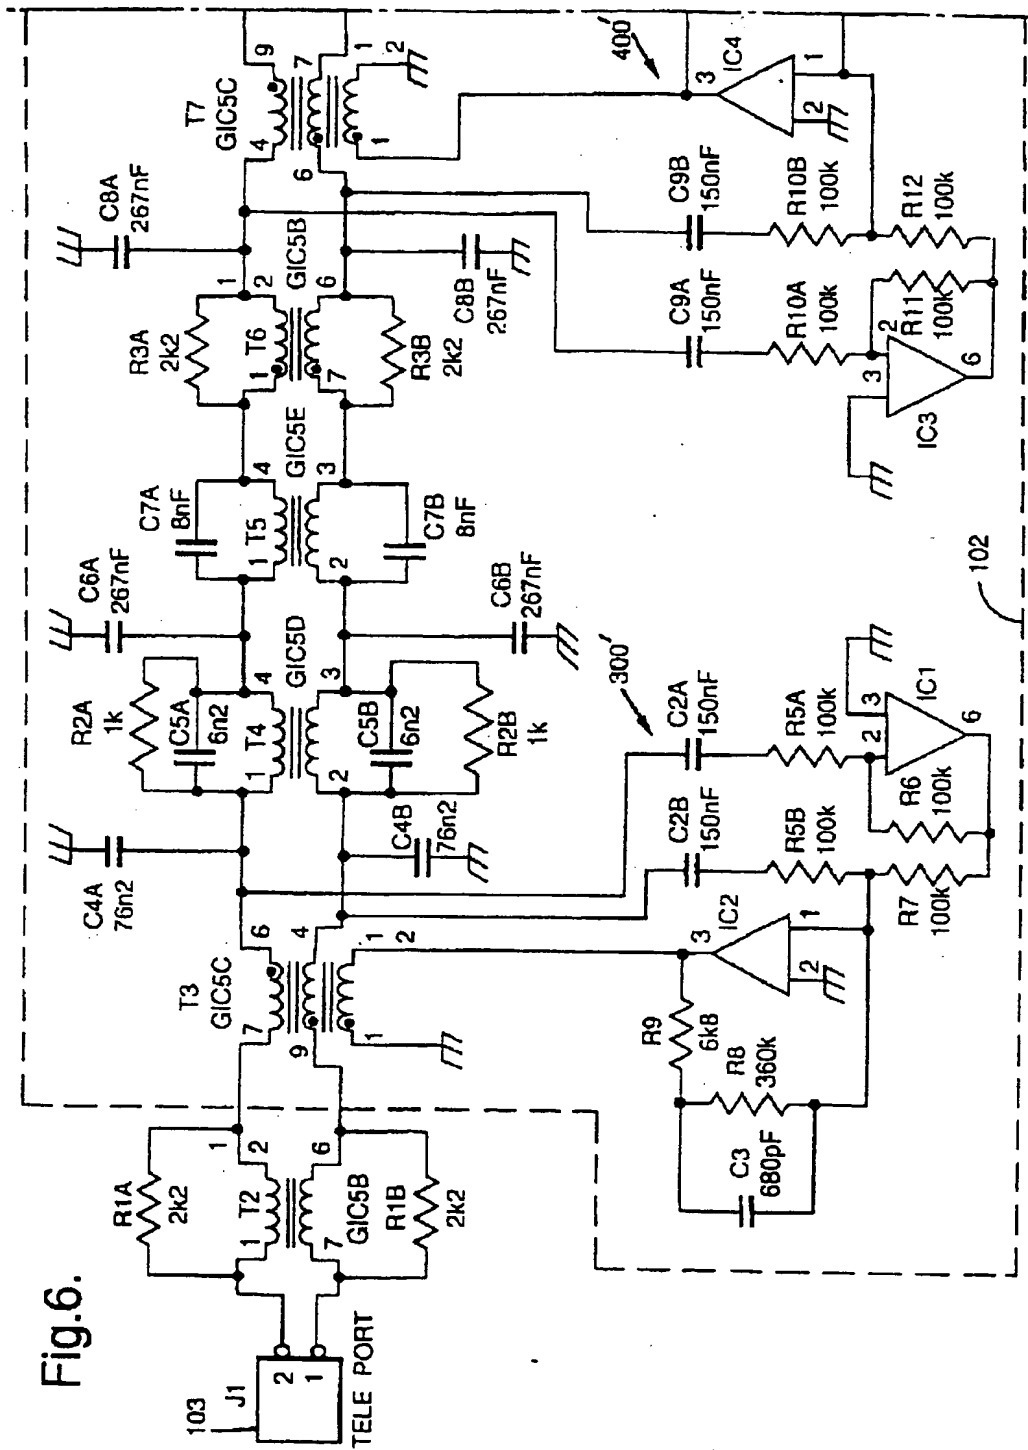 Fig.6.
103
J1
2
1
TELE PORT
R1A
2k2
1
2
T2
1
7
6
GIC5B
R1B
2k2
T3
GIC5C
7
6
9
4
1
1
2
C4A
76n2
C4B
76n2
R2A
1k
C5A
6n2
1
T4
4
GIC5D
2
3
C5B
6n2
R2B
1k
C6A
267nF
C6B
267nF
C7A
8nF
1
T5
4
GIC5E
2
3
C7B
8nF
R3A
2k2
1
T6
2
1
GIC5B
7
6
R3B
2k2
C8A
267nF
C8B
267nF
T7
GIC5C
4
9
6
7
1
1
2
300'
C2A
150nF
C2B
150nF
R5A
100k
R5B
100k
IC1
3
2
6
R6
100k
R7
100k
IC2
3
1
2
R9
6k8
R8
360k
C3
680pF
102
400'
C9A
150nF
C9B
150nF
R10A
100k
R10B
100k
R11
100k
R12
100k
IC3
3
2
6
IC4
3
1
2